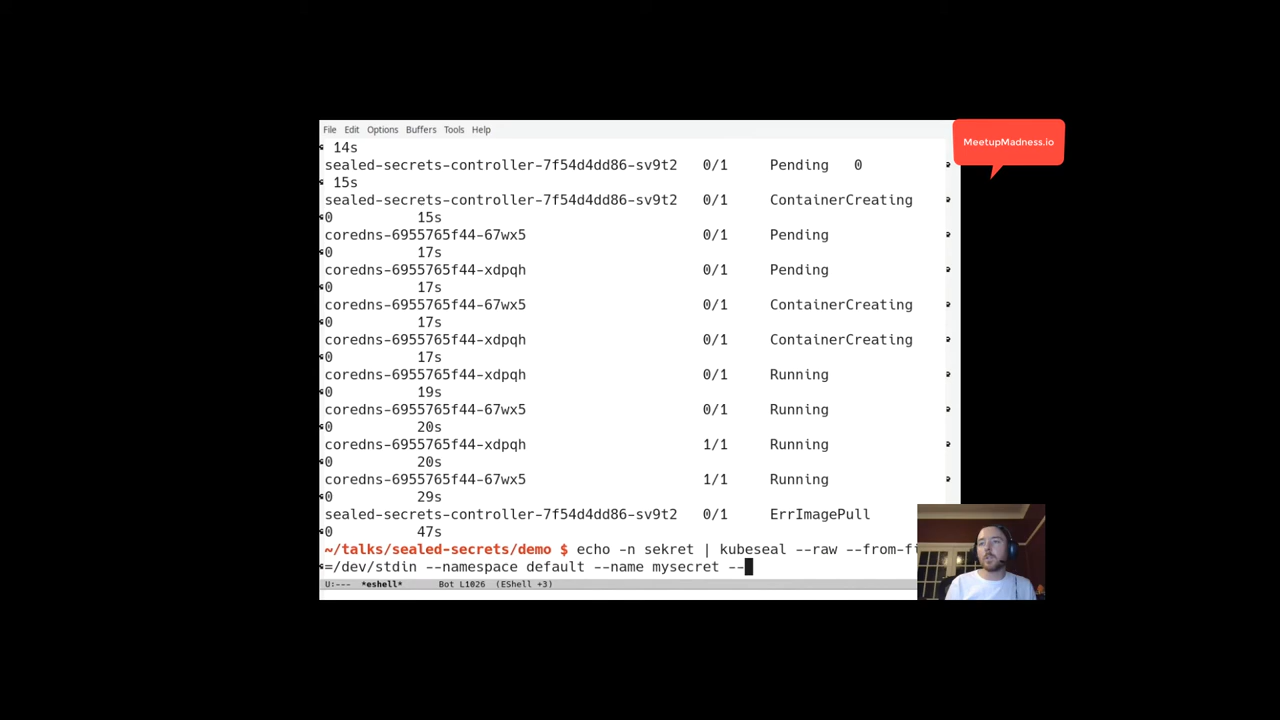 File Edit Options Buffers Tools Help
MeetupMadness.io
14s
sealed-secrets-controller-7f54d4dd86-sv9t2 0/1 Pending 0
15s
sealed-secrets-controller-7f54d4dd86-sv9t2 0/1 ContainerCreating
0 15s
coredns-6955765f44-67wx5 0/1 Pending
0 17s
coredns-6955765f44-xdpqh 0/1 Pending
0 17s
coredns-6955765f44-67wx5 0/1 ContainerCreating
0 17s
coredns-6955765f44-xdpqh 0/1 ContainerCreating
0 17s
coredns-6955765f44-xdpqh 0/1 Running
0 19s
coredns-6955765f44-67wx5 0/1 Running
0 20s
coredns-6955765f44-xdpqh 1/1 Running
0 20s
coredns-6955765f44-67wx5 1/1 Running
0 29s
sealed-secrets-controller-7f54d4dd86-sv9t2 0/1 ErrImagePull
0 47s
~/talks/sealed-secrets/demo $ echo -n sekret | kubeseal --raw --from-fi
=/dev/stdin --namespace default --name mysecret --
U:--- *eshell* Bot L1026 (EShell +3)